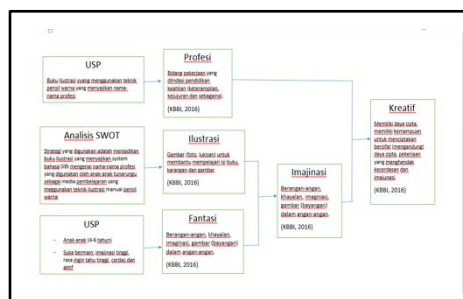 USP
Buku ilustrasi yyang menggunakan teknik
pensil warna yang menyajikan nama-
nama profesi
Profesi
Bidang pekerjaan yang
dilndasi pendidikan
keahlian (keterampilan,
kejuruan dan sebagainya).
(KBBI, 2016)
Analisis SWOT
Strategi yang digunakan adalah menjadikan
buku ilustrasi yang menyajikan system
bahasa SIBI mengenai nama-nama profesi
yang digunakan oleh anak-anak tunarungu
sebagai media pembelajaran yang
menggunakan teknik ilustrasi manual pensil
warna.
Ilustrasi
Gambar (foto, lukisan) untuk
membantu memperjelas isi buku,
karangan dan gambar.
(KBBI, 2016)
USP
- Anak-anak (4-6 tahun)
- Suka bermain, imajinasi tinggi,
rasa ingin tahu tinggi, cerdas dan
aktif
Fantasi
Berangan-angan, khayalan,
imaginasi, gambar (bayangan)
dalam angan-angan.
(KBBI, 2016)
Imajinasi
Berangan-angan,
khayalan, imaginasi,
gambar (bayangan)
dalam angan-angan.
(KBBI, 2016)
Kreatif
Memiliki daya cipta,
memiliki kemampuan
untuk menciptakan
bersifat (mengandung)
daya cipta, pekerjaan
yang menghendaki
kecerdasan dan
imajinasi.
(KBBI, 2016)